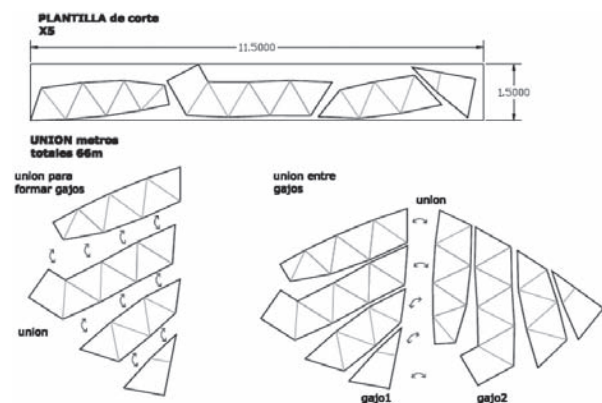 PLANTILLA de corte
X5
11.5000
1.5000
UNION metros
totales 66m
union para
formar gajos
union
union entre
gajos
union
gajo1
gajo2